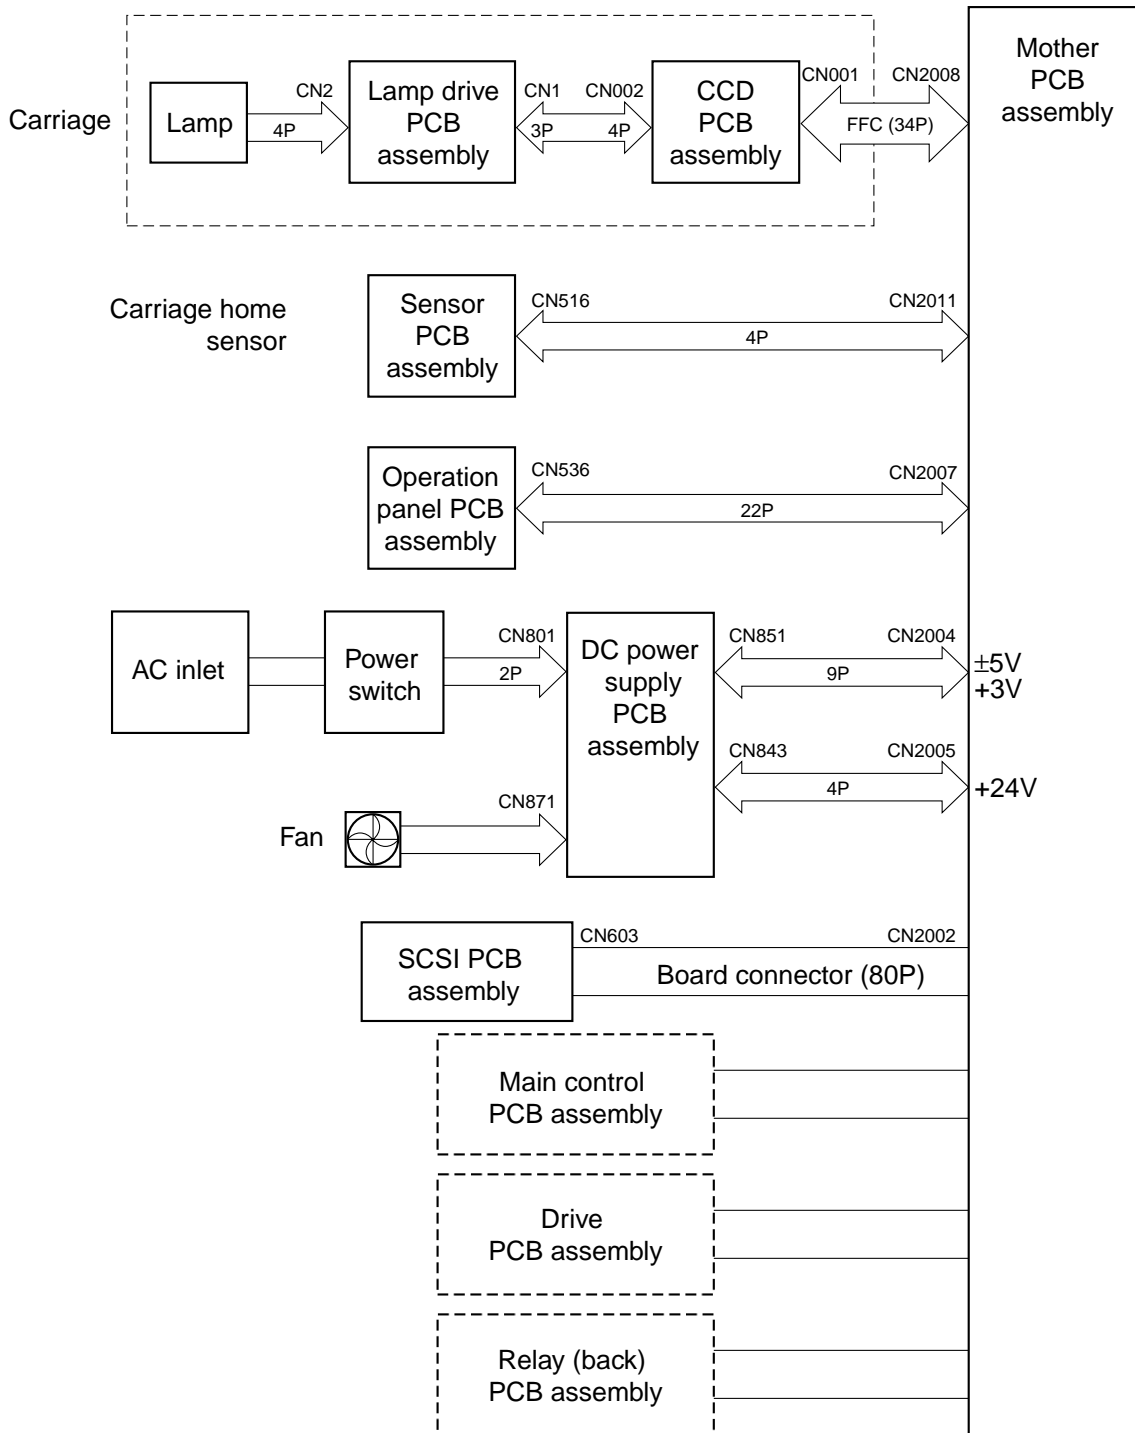 Mother
PCB
assembly
Carriage
Lamp
CN2
4P
Lamp drive
PCB
assembly
CN1
CN002
3P
4P
CCD
PCB
assembly
CN001
CN2008
FFC (34P)
Carriage home
sensor
Sensor
PCB
assembly
CN516
CN2011
4P
Operation
panel PCB
assembly
CN536
CN2007
22P
AC inlet
Power
switch
CN801
2P
DC power
supply
PCB
assembly
CN851
CN2004
9P
±5V
+3V
CN843
CN2005
4P
+24V
Fan
CN871
SCSI PCB
assembly
CN603
CN2002
Board connector (80P)
Main control
PCB assembly
Drive
PCB assembly
Relay (back)
PCB assembly